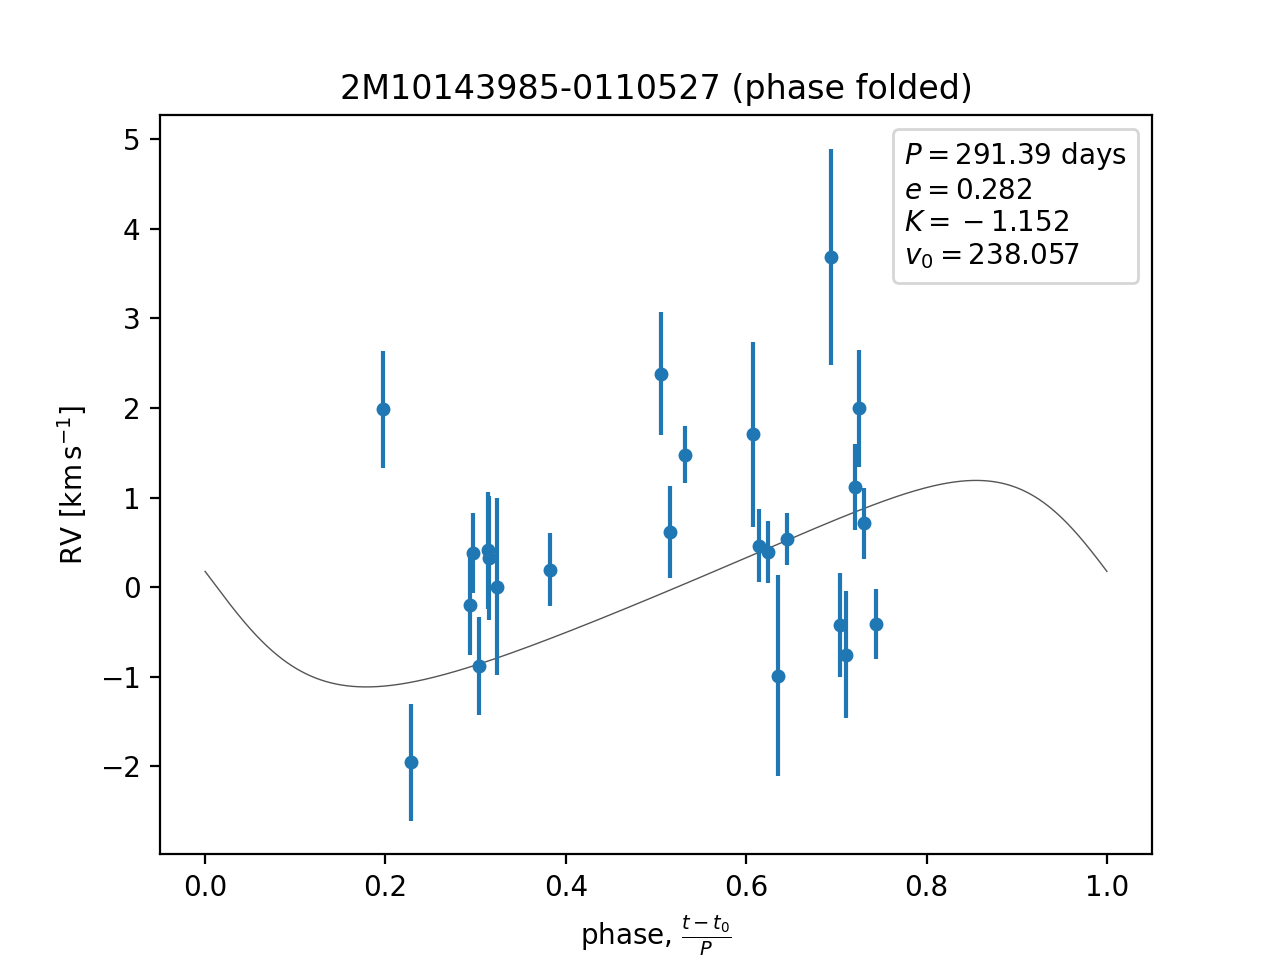 2M10143985-0110527 (phase folded)
P = 291.39 days
e = 0.282
K = −1.152
v₀ = 238.057
RV [km s⁻¹]
5
4
3
2
1
0
−1
−2
0.0 0.2 0.4 0.6 0.8 1.0
phase, (t − t₀)/P